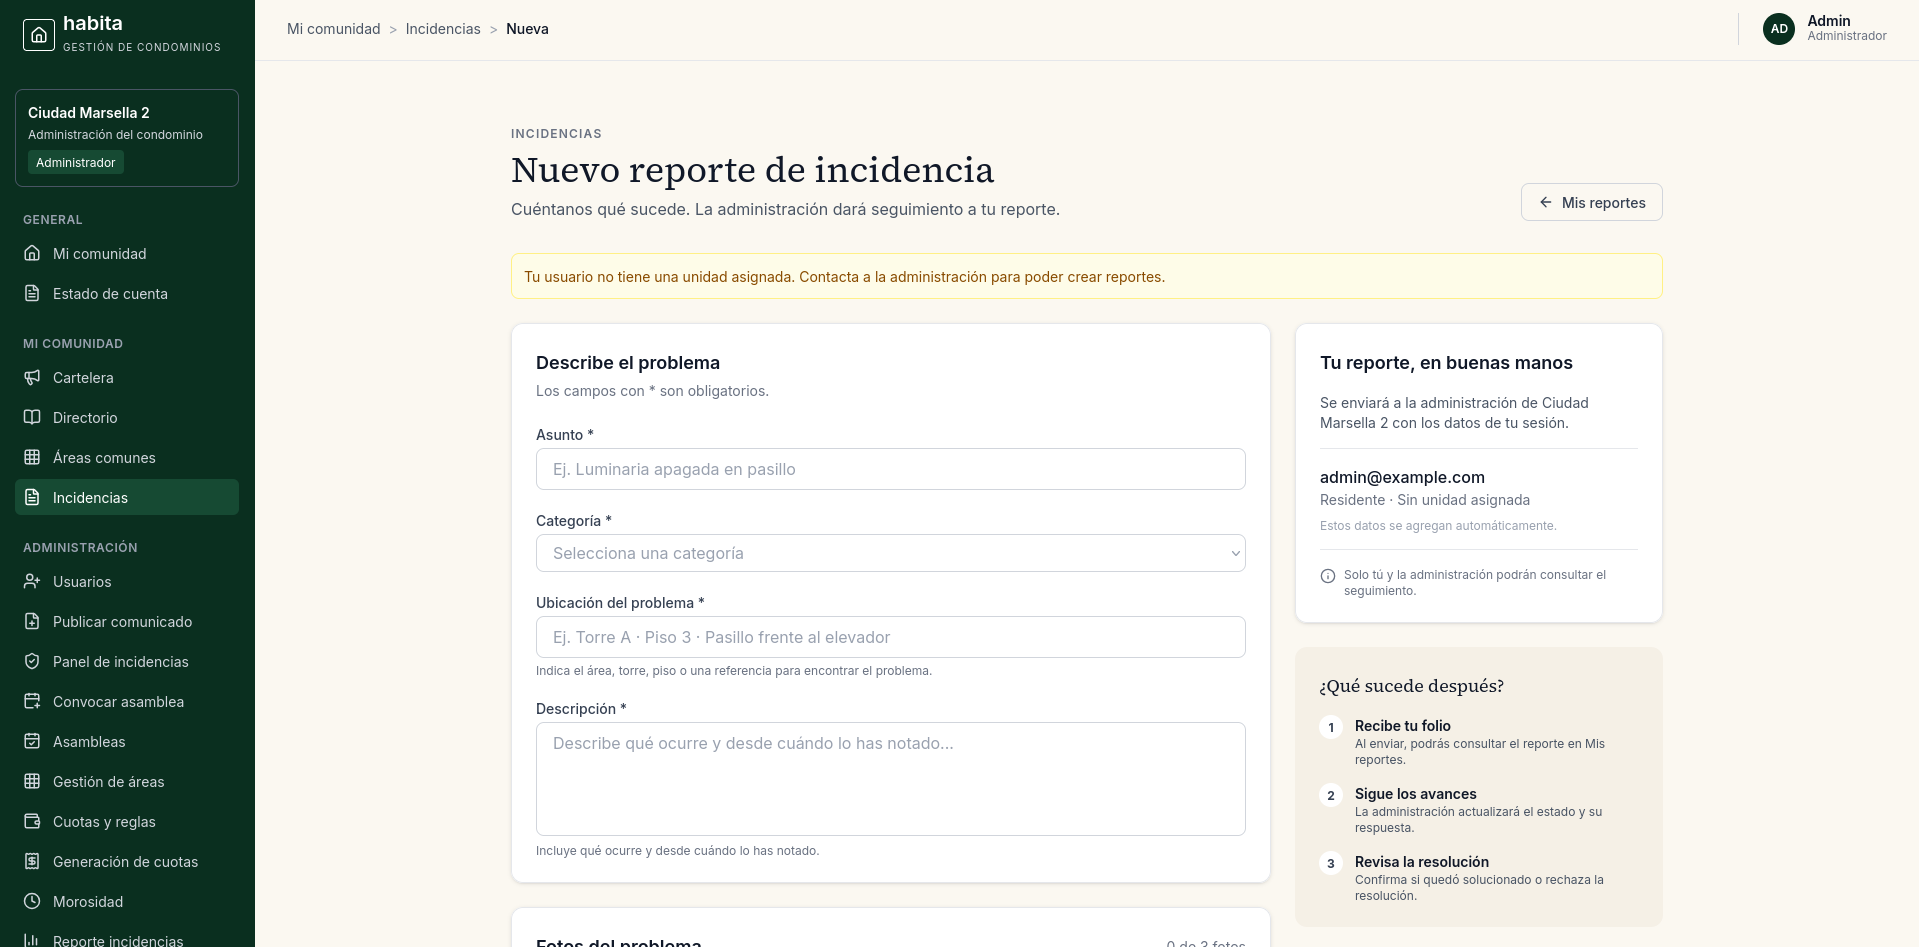 habita
GESTIÓN DE CONDOMINIOS
Ciudad Marsella 2
Administración del condominio
Administrador
GENERAL
Mi comunidad
Estado de cuenta
MI COMUNIDAD
Cartelera
Directorio
Áreas comunes
Incidencias
ADMINISTRACIÓN
Usuarios
Publicar comunicado
Panel de incidencias
Convocar asamblea
Asambleas
Gestión de áreas
Cuotas y reglas
Generación de cuotas
Morosidad
Reporte incidencias
Mi comunidad > Incidencias > Nueva
AD
Admin
Administrador
INCIDENCIAS
Nuevo reporte de incidencia
Cuéntanos qué sucede. La administración dará seguimiento a tu reporte.
← Mis reportes
Tu usuario no tiene una unidad asignada. Contacta a la administración para poder crear reportes.
Describe el problema
Los campos con * son obligatorios.
Asunto *
Ej. Luminaria apagada en pasillo
Categoría *
Selecciona una categoría
Ubicación del problema *
Ej. Torre A · Piso 3 · Pasillo frente al elevador
Indica el área, torre, piso o una referencia para encontrar el problema.
Descripción *
Describe qué ocurre y desde cuándo lo has notado...
Incluye qué ocurre y desde cuándo lo has notado.
Fotos del problema
0 de 3 fotos
Tu reporte, en buenas manos
Se enviará a la administración de Ciudad
Marsella 2 con los datos de tu sesión.
admin@example.com
Residente · Sin unidad asignada
Estos datos se agregan automáticamente.
Solo tú y la administración podrán consultar el
seguimiento.
¿Qué sucede después?
1
Recibe tu folio
Al enviar, podrás consultar el reporte en Mis
reportes.
2
Sigue los avances
La administración actualizará el estado y su
respuesta.
3
Revisa la resolución
Confirma si quedó solucionado o rechaza la
resolución.